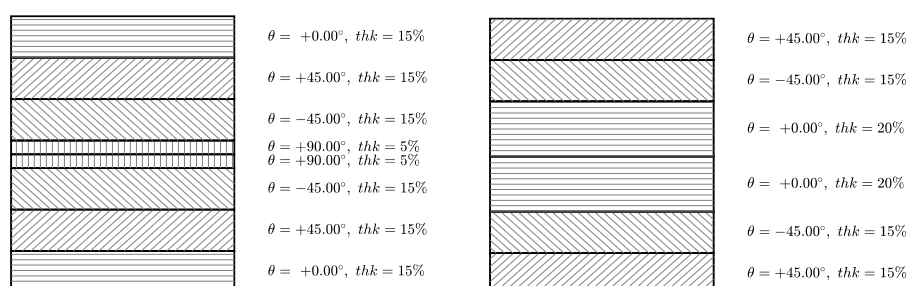 θ = +0.00°, thk = 15%
θ = +45.00°, thk = 15%
θ = −45.00°, thk = 15%
θ = +90.00°, thk = 5%
θ = +90.00°, thk = 5%
θ = −45.00°, thk = 15%
θ = +45.00°, thk = 15%
θ = +0.00°, thk = 15%
θ = +45.00°, thk = 15%
θ = −45.00°, thk = 15%
θ = +0.00°, thk = 20%
θ = +0.00°, thk = 20%
θ = −45.00°, thk = 15%
θ = +45.00°, thk = 15%